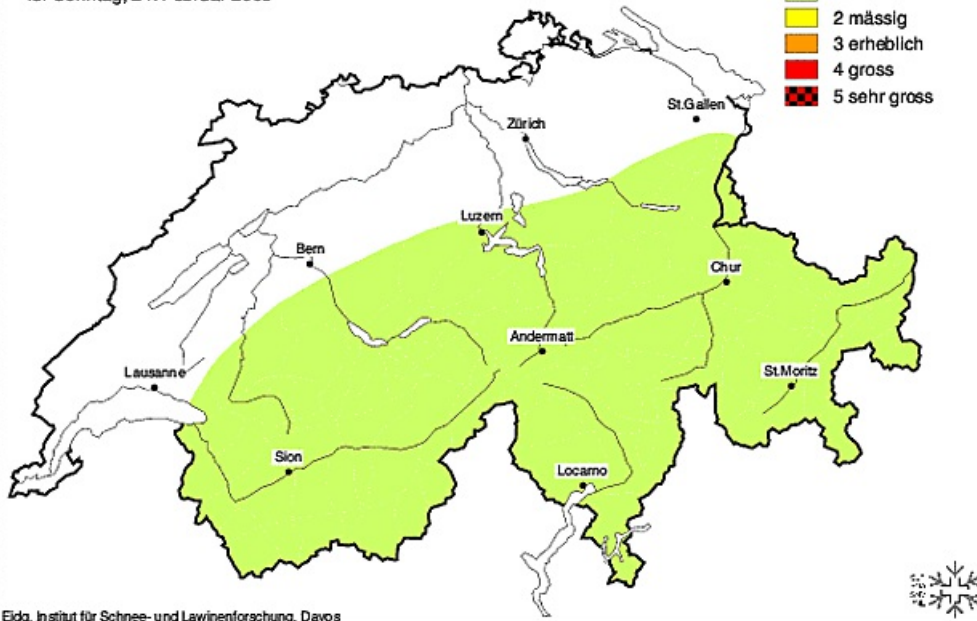 2 mässig
3 erheblich
4 gross
5 sehr gross
St.Gallen
Zürich
Luzern
Bern
Chur
Andermatt
Lausanne
St.Moritz
Sion
Locarno
Eidg. Institut für Schnee- und Lawinenforschung, Davos